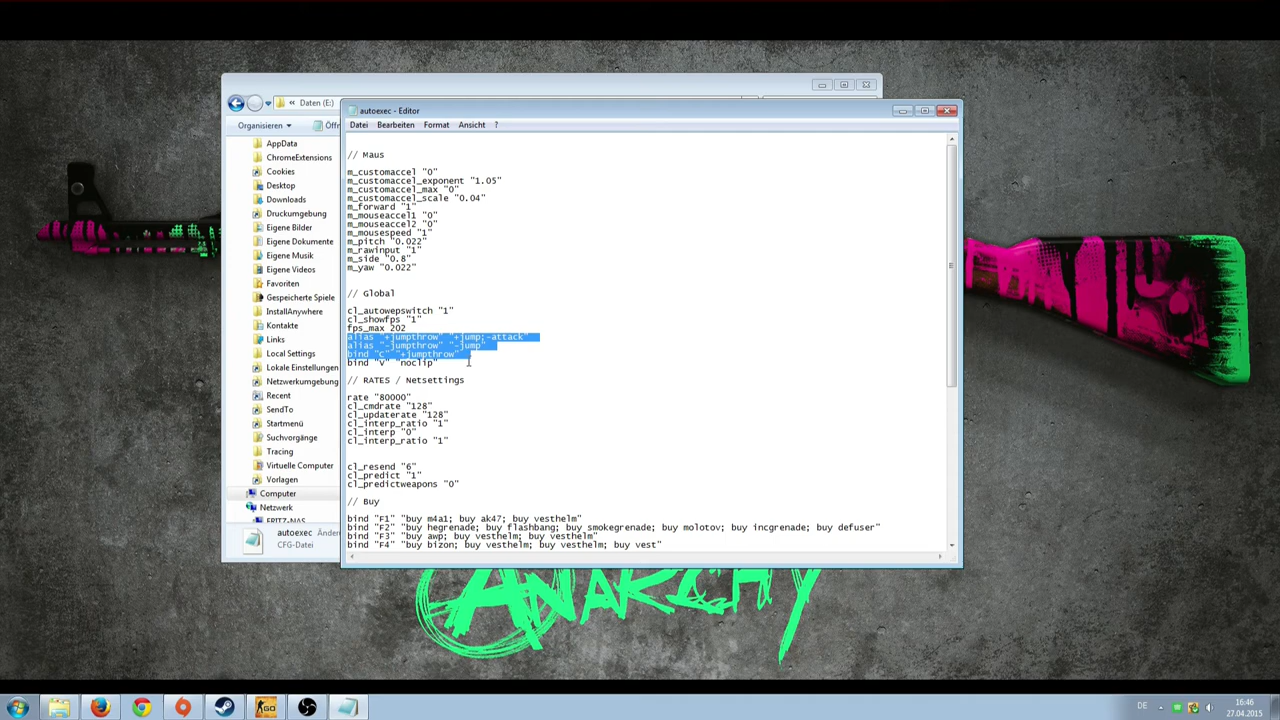 Daten (E:)
autoexec - Editor
Organisieren
Datei Bearbeiten Format Ansicht ?
AppData
ChromeExtensions
Cookies
Desktop
Downloads
Druckumgebung
Eigene Bilder
Eigene Dokumente
Eigene Musik
Eigene Videos
Favoriten
Gespeicherte Spiele
InstallAnywhere
Kontakte
Links
Local Settings
Lokale Einstellungen
Netzwerkumgebung
Recent
SendTo
Startmenü
Suchvorgänge
Tracing
Virtuelle Computer
Vorlagen
Computer
Netzwerk
FRITZ-NAS
autoexec
CFG-Datei
// Maus
m_customaccel "0"
m_customaccel_exponent "1.05"
m_customaccel_max "0"
m_customaccel_scale "0.04"
m_forward "1"
m_mouseaccel1 "0"
m_mouseaccel2 "0"
m_mousespeed "1"
m_pitch "0.022"
m_rawinput "1"
m_side "0.8"
m_yaw "0.022"
// Global
cl_autowepswitch "1"
cl_showfps "1"
fps_max 202
alias "+jumpthrow" "+jump;-attack"
alias "-jumpthrow" "-jump"
bind "C" "+jumpthrow"
bind "V" "noclip"
// RATES / Netsettings
rate "80000"
cl_cmdrate "128"
cl_updaterate "128"
cl_interp_ratio "1"
cl_interp "0"
cl_interp_ratio "1"
cl_resend "6"
cl_predict "1"
cl_predictweapons "0"
// Buy
bind "F1" "buy m4a1; buy ak47; buy vesthelm"
bind "F2" "buy hegrenade; buy flashbang; buy smokegrenade; buy molotov; buy incgrenade; buy defuser"
bind "F3" "buy awp; buy vesthelm; buy vesthelm"
bind "F4" "buy bizon; buy vesthelm; buy vesthelm; buy vest"
ANARCHY
GO
DE
16:46
27.04.2015